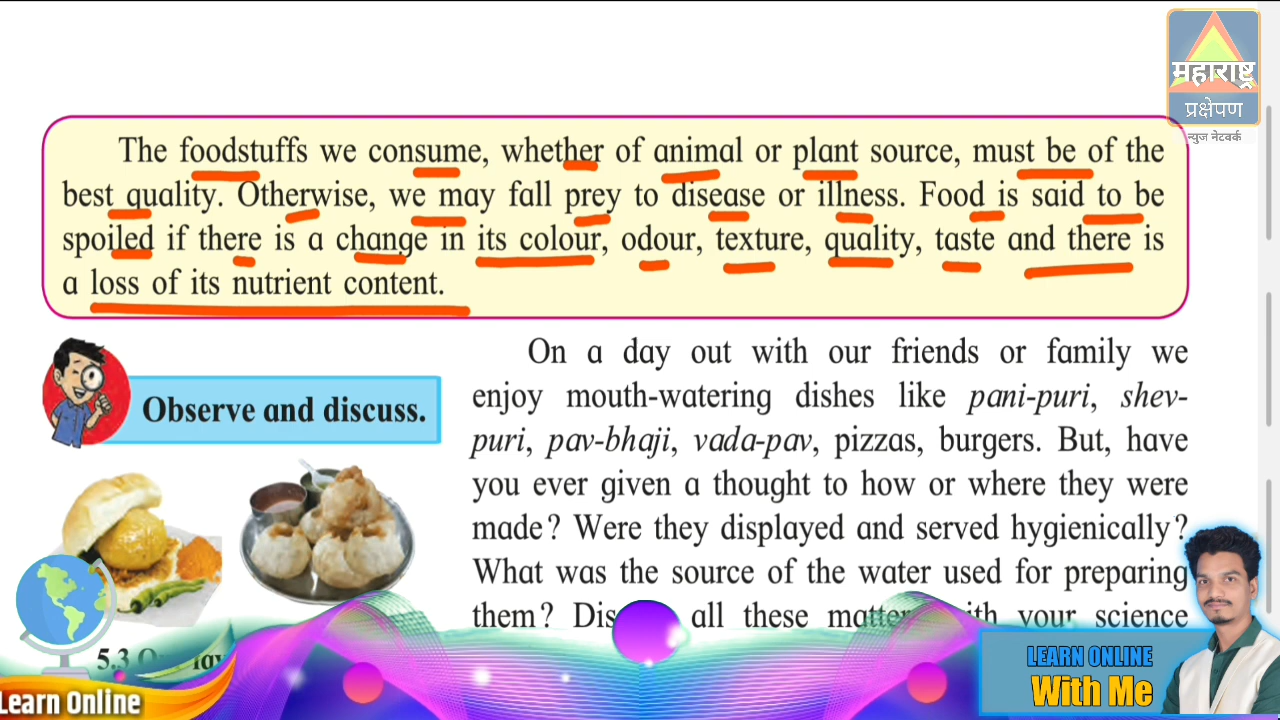 महाराष्ट्र
प्रक्षेपण
न्युज नेटवर्क
The foodstuffs we consume, whether of animal or plant source, must be of the
best quality. Otherwise, we may fall prey to disease or illness. Food is said to be
spoiled if there is a change in its colour, odour, texture, quality, taste and there is
a loss of its nutrient content.
Observe and discuss.
On a day out with our friends or family we
enjoy mouth-watering dishes like pani-puri, shev-
puri, pav-bhaji, vada-pav, pizzas, burgers. But, have
you ever given a thought to how or where they were
made? Were they displayed and served hygienically?
What was the source of the water used for preparing
them? all these with your science
5.3
Learn Online
LEARN ONLINE
With Me